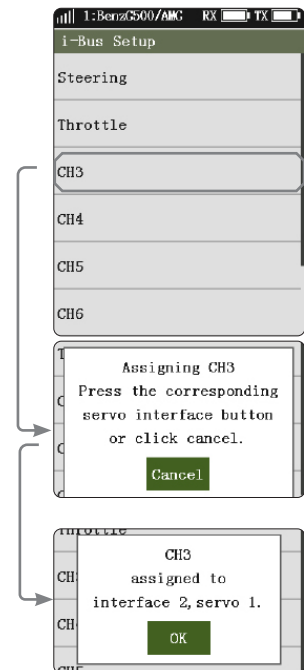 1:BenzG500/AMG RX TX
i-Bus Setup
Steering
Throttle
CH3
CH4
CH5
CH6
Assigning CH3
Press the corresponding
servo interface button
or click cancel.
Cancel
Throttle
CH3
assigned to
interface 2, servo 1.
OK